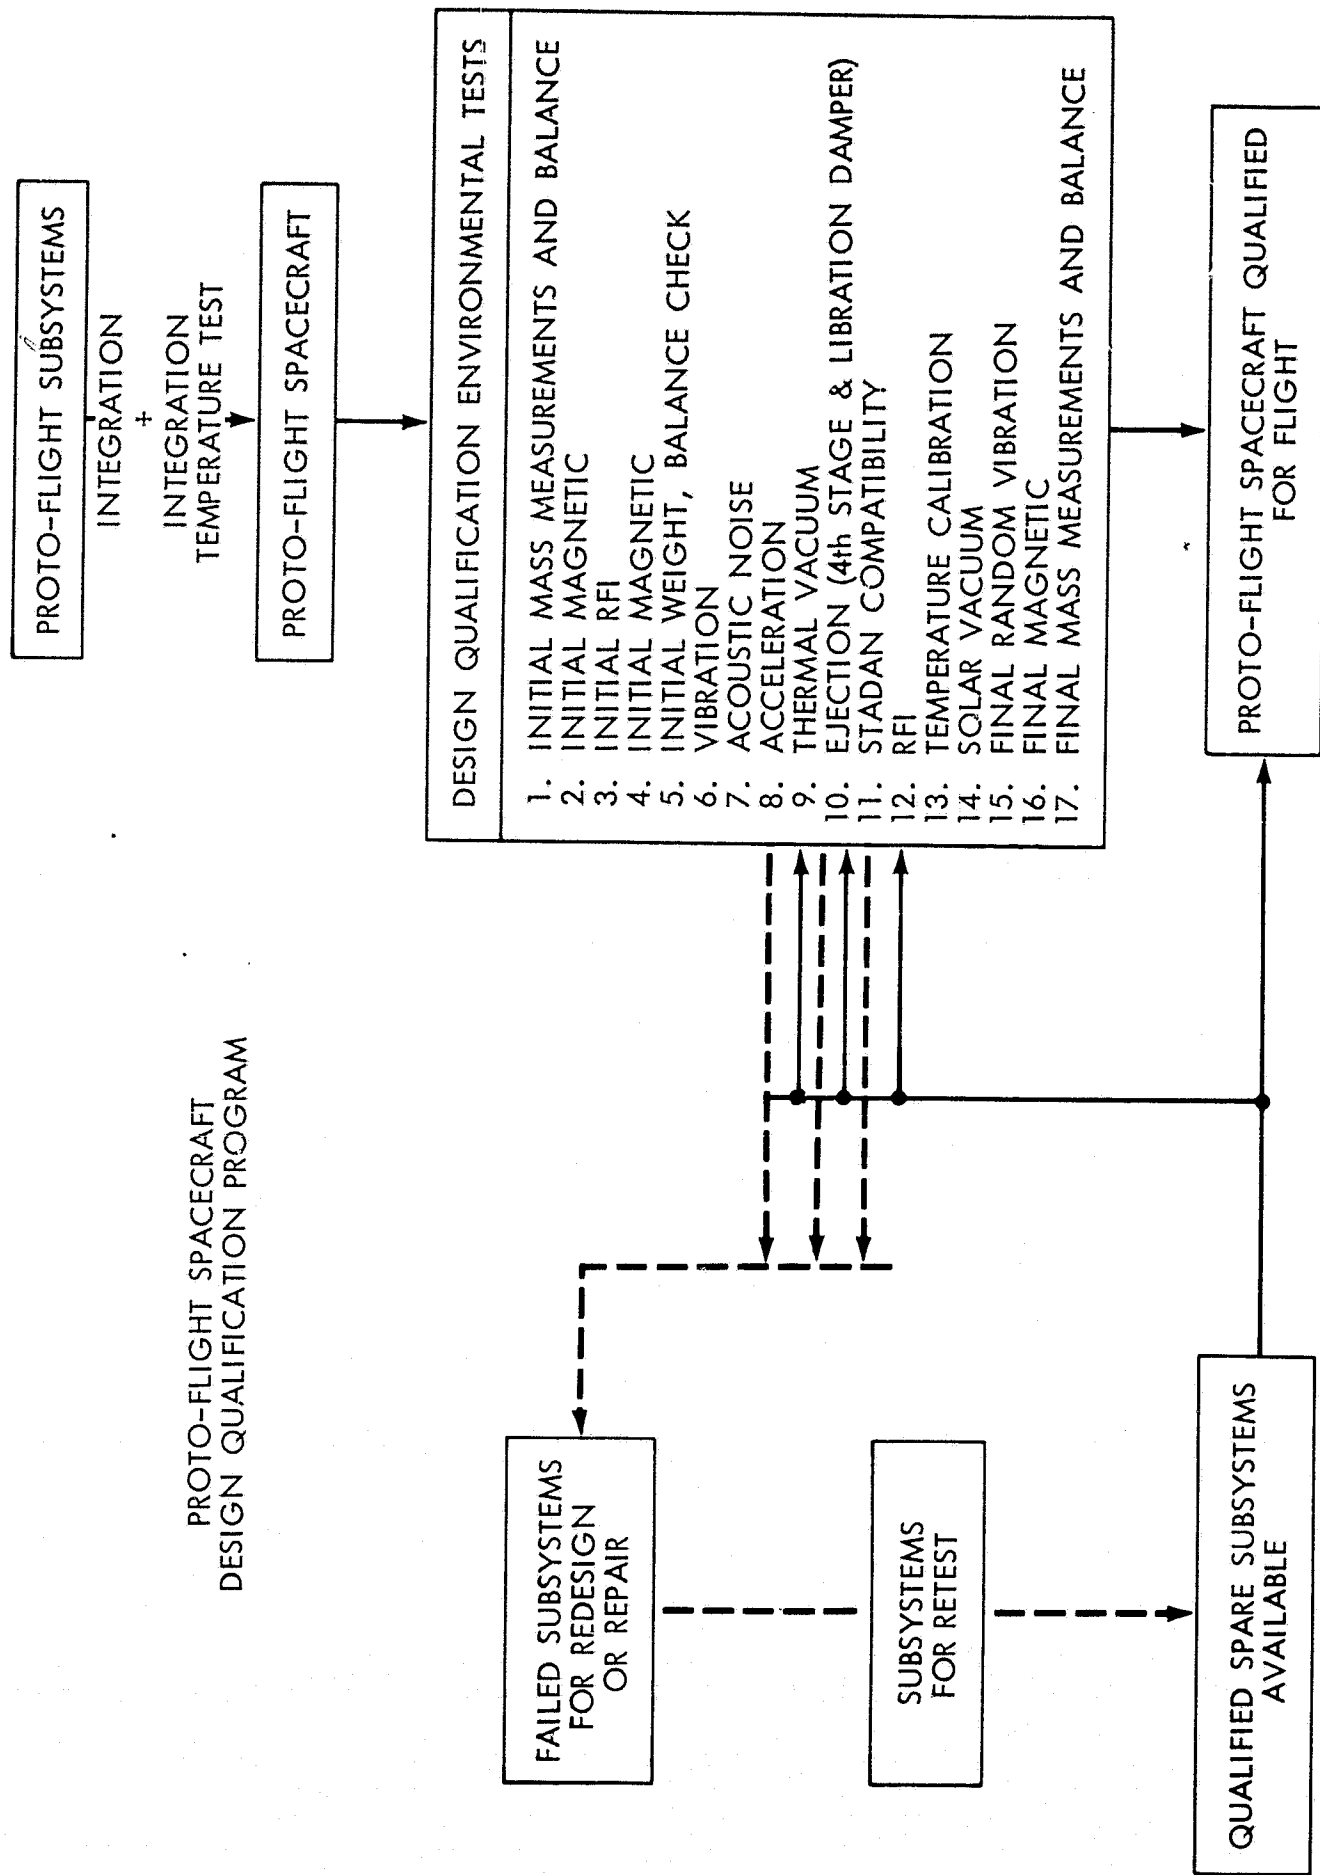 PROTO-FLIGHT SPACECRAFT
DESIGN QUALIFICATION PROGRAM
PROTO-FLIGHT SUBSYSTEMS
INTEGRATION
+
INTEGRATION
TEMPERATURE TEST
PROTO-FLIGHT SPACECRAFT
DESIGN QUALIFICATION ENVIRONMENTAL TESTS
1. INITIAL MASS MEASUREMENTS AND BALANCE
2. INITIAL MAGNETIC
3. INITIAL RFI
4. INITIAL MAGNETIC
5. INITIAL WEIGHT, BALANCE CHECK
6. VIBRATION
7. ACOUSTIC NOISE
8. ACCELERATION
9. THERMAL VACUUM
10. EJECTION (4th STAGE & LIBRATION DAMPER)
11. STADAN COMPATIBILITY
12. RFI
13. TEMPERATURE CALIBRATION
14. SOLAR VACUUM
15. FINAL RANDOM VIBRATION
16. FINAL MAGNETIC
17. FINAL MASS MEASUREMENTS AND BALANCE
FAILED SUBSYSTEMS
FOR REDESIGN
OR REPAIR
SUBSYSTEMS
FOR RETEST
QUALIFIED SPARE SUBSYSTEMS
AVAILABLE
PROTO-FLIGHT SPACECRAFT QUALIFIED
FOR FLIGHT